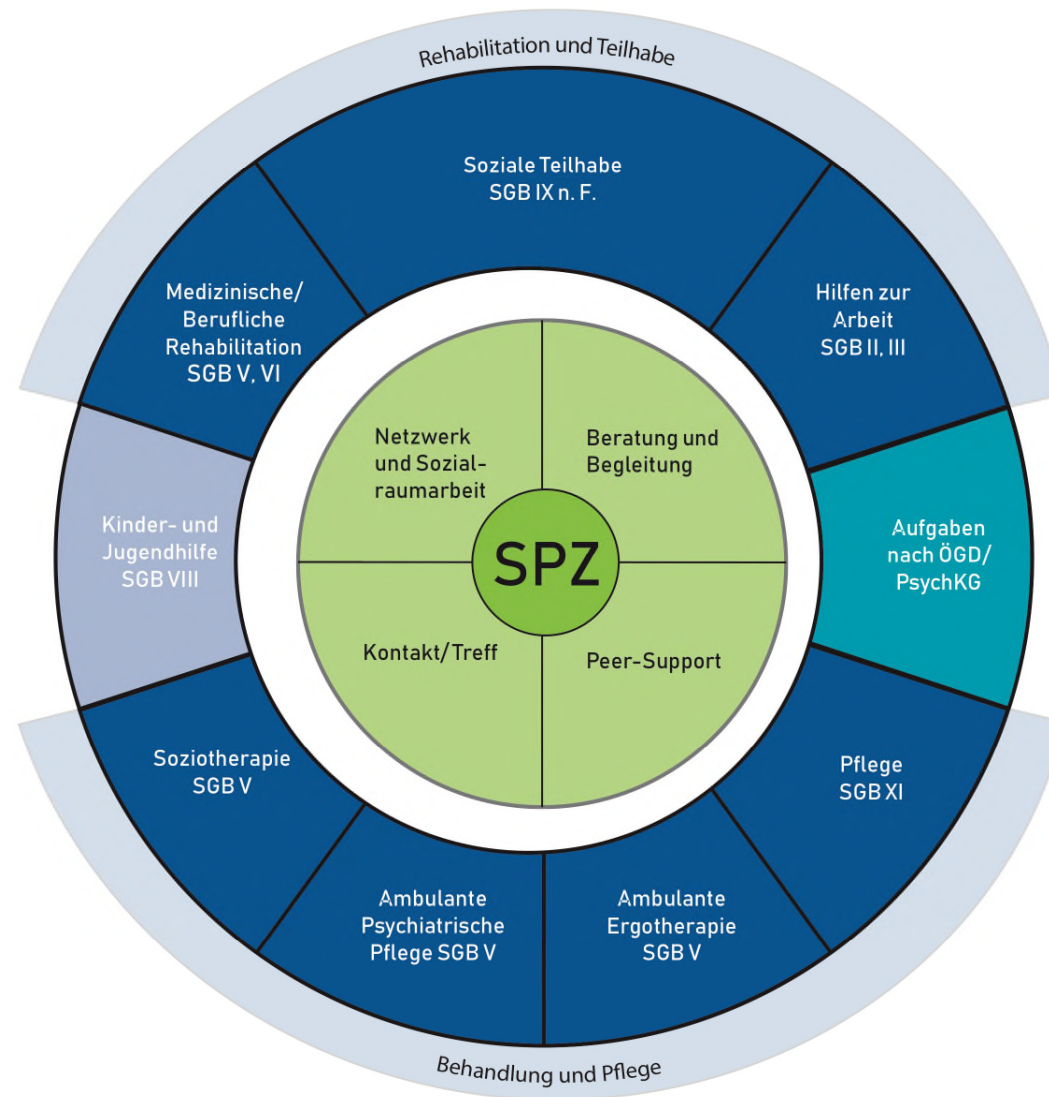 Rehabilitation und Teilhabe
Soziale Teilhabe
SGB IX n. F.
Medizinische/
Berufliche
Rehabilitation
SGB V, VI
Hilfen zur
Arbeit
SGB II, III
Netzwerk
und Sozial-
raumarbeit
Beratung und
Begleitung
Kinder- und
Jugendhilfe
SGB VIII
SPZ
Aufgaben
nach ÖGD/
PsychKG
Kontakt/Treff
Peer-Support
Soziotherapie
SGB V
Pflege
SGB XI
Ambulante
Psychiatrische
Pflege SGB V
Ambulante
Ergotherapie
SGB V
Behandlung und Pflege